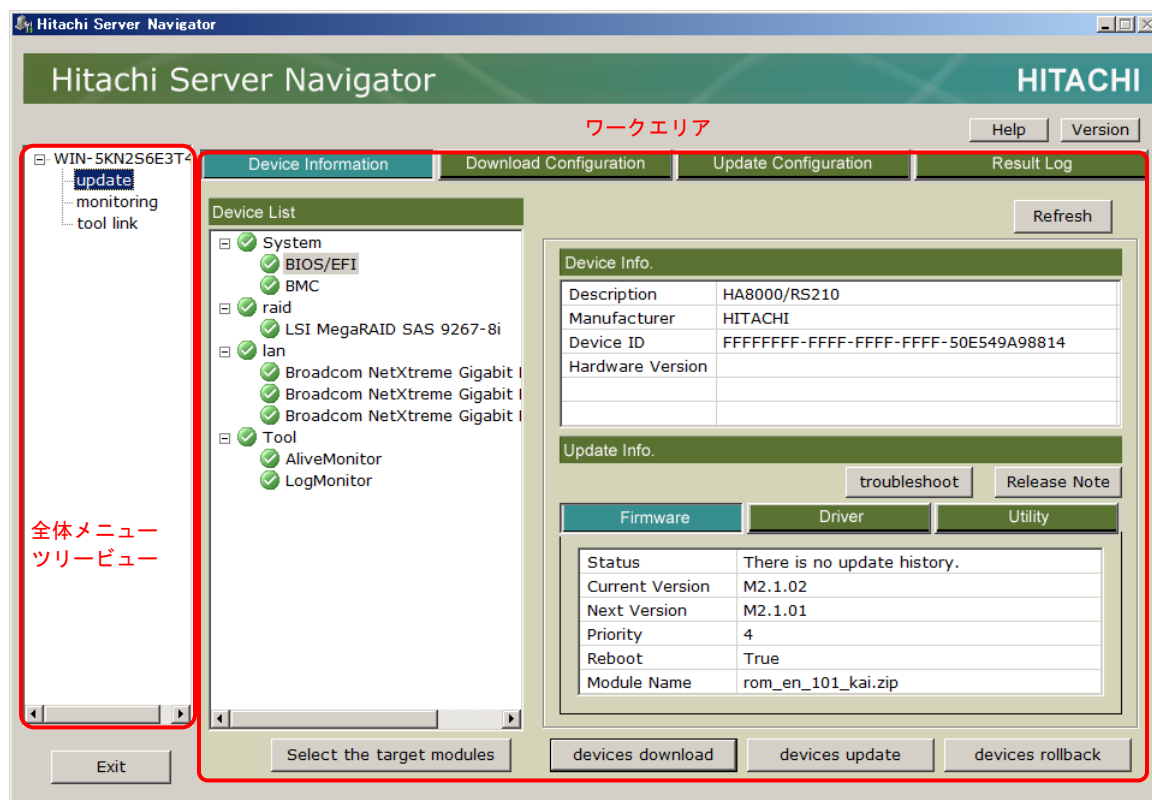 Hitachi Server Navigator
Hitachi Server Navigator
HITACHI
ワークエリア
Help
Version
WIN-5KN2S6E3T4
update
monitoring
tool link
全体メニュー
ツリービュー
Exit
Device Information
Download Configuration
Update Configuration
Result Log
Device List
System
BIOS/EFI
BMC
raid
LSI MegaRAID SAS 9267-8i
lan
Broadcom NetXtreme Gigabit
Broadcom NetXtreme Gigabit
Broadcom NetXtreme Gigabit
Tool
AliveMonitor
LogMonitor
Refresh
Device Info.
Description HA8000/RS210
Manufacturer HITACHI
Device ID FFFFFFFF-FFFF-FFFF-FFFF-50E549A98814
Hardware Version
Update Info.
troubleshoot
Release Note
Firmware
Driver
Utility
Status There is no update history.
Current Version M2.1.02
Next Version M2.1.01
Priority 4
Reboot True
Module Name rom_en_101_kai.zip
Select the target modules
devices download
devices update
devices rollback